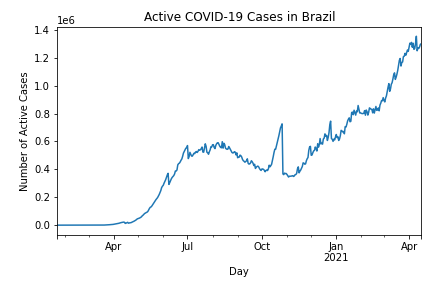 Active COVID-19 Cases in Brazil
1e6
1.4
1.2
1.0
0.8
0.6
0.4
0.2
0.0
Number of Active Cases
Apr Jul Oct Jan Apr
2021
Day